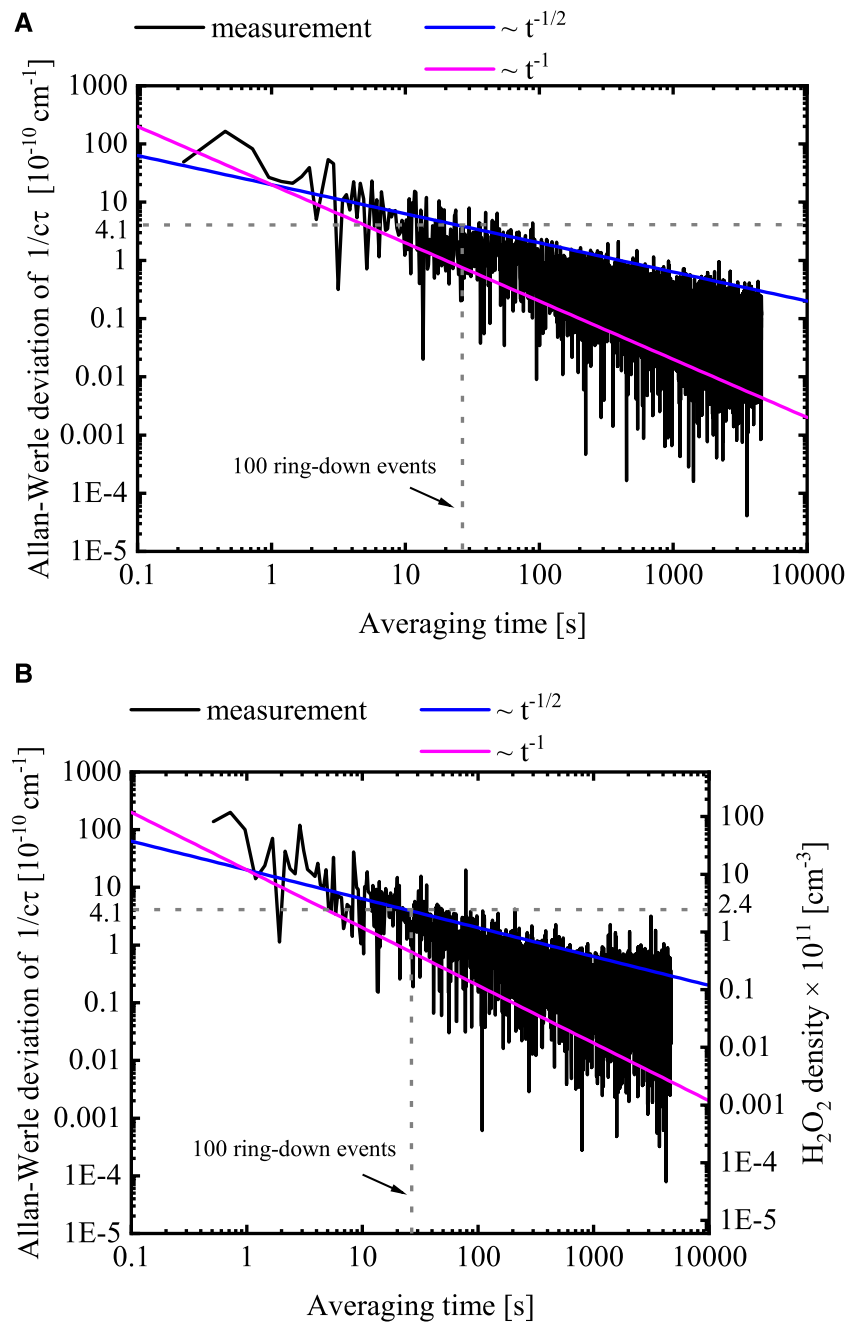 A
measurement
~ t-1/2
~ t-1
Allan-Werle deviation of 1/cτ [10-10 cm-1]
1000
100
10
4.1
1
0.1
0.01
0.001
1E-4
1E-5
100 ring-down events
0.1 1 10 100 1000 10000
Averaging time [s]
B
measurement
~ t-1/2
~ t-1
Allan-Werle deviation of 1/cτ [10-10 cm-1]
1000
100
10
4.1
1
0.1
0.01
0.001
1E-4
1E-5
100 ring-down events
100
10
2.4
1
0.1
0.01
0.001
1E-4
1E-5
H2O2 density × 1011 [cm-3]
0.1 1 10 100 1000 10000
Averaging time [s]